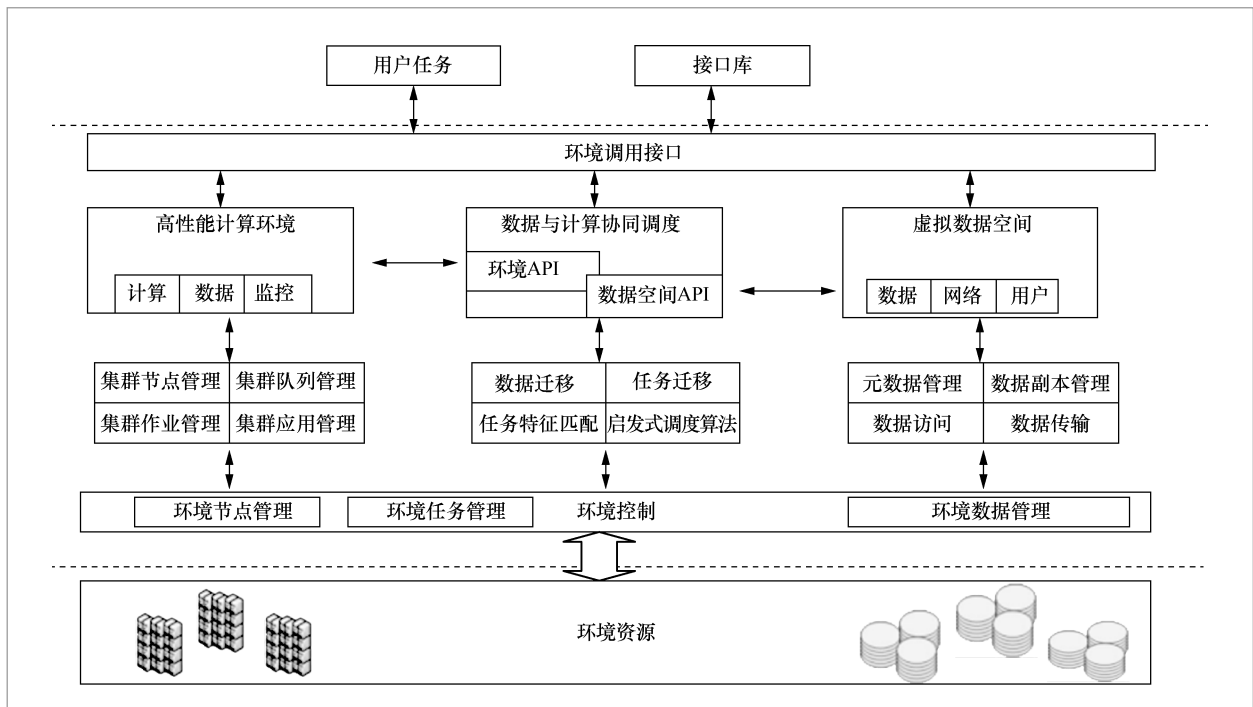 用户任务
接口库
环境调用接口
高性能计算环境
数据与计算协同调度
虚拟数据空间
环境API
计算 数据 监控
数据空间API
数据 网络 用户
集群节点管理 集群队列管理
数据迁移 任务迁移
元数据管理 数据副本管理
集群作业管理 集群应用管理
任务特征匹配 启发式调度算法
数据访问 数据传输
环境节点管理 环境任务管理 环境控制 环境数据管理
环境资源